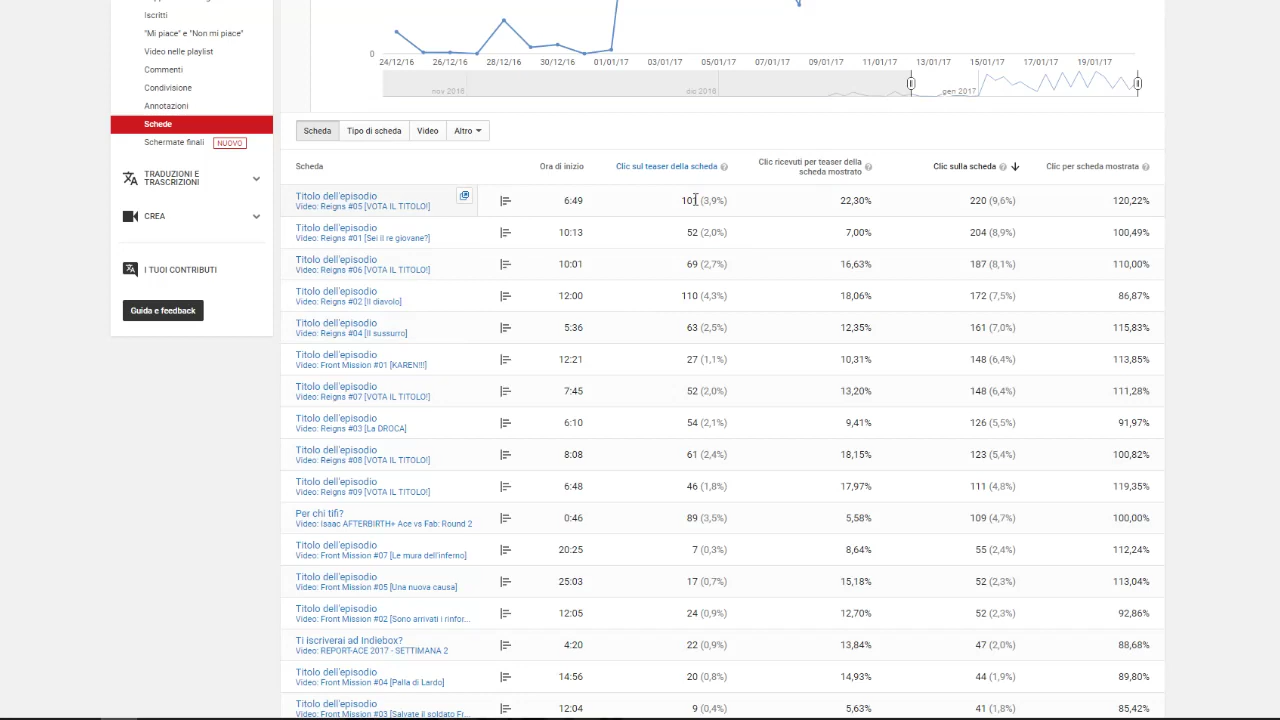 Iscritti
"Mi piace" e "Non mi piace"
Video nelle playlist
Commenti
Condivisione
Annotazioni
Schede
Schermate finali NUOVO
TRADUZIONI E
TRASCRIZIONI
CREA
I TUOI CONTRIBUTI
Guida e feedback
0
24/12/16 26/12/16 28/12/16 30/12/16 01/01/17 03/01/17 05/01/17 07/01/17 09/01/17 11/01/17 13/01/17 15/01/17 17/01/17 19/01/17
nov 2016 dic 2016 gen 2017
Scheda Tipo di scheda Video Altro
Scheda Ora di inizio Clic sul teaser della scheda Clic ricevuti per teaser della scheda mostrato Clic sulla scheda Clic per scheda mostrata
Titolo dell'episodio
Video: Reigns #05 [VOTA IL TITOLO!] 6:49 (3,9%) 22,30% 220 (9,6%) 120,22%
Titolo dell'episodio
Video: Reigns #01 [Sei il re giovane?] 10:13 52 (2,0%) 7,00% 204 (8,9%) 100,49%
Titolo dell'episodio
Video: Reigns #06 [VOTA IL TITOLO!] 10:01 69 (2,7%) 16,63% 187 (8,1%) 110,00%
Titolo dell'episodio
Video: Reigns #02 [Il diavolo] 12:00 110 (4,3%) 18,06% 172 (7,5%) 86,87%
Titolo dell'episodio
Video: Reigns #04 [Il sussurro] 5:36 63 (2,5%) 12,35% 161 (7,0%) 115,83%
Titolo dell'episodio
Video: Front Mission #01 [KAREN!!!] 12:21 27 (1,1%) 10,31% 148 (6,4%) 113,85%
Titolo dell'episodio
Video: Reigns #07 [VOTA IL TITOLO!] 7:45 52 (2,0%) 13,20% 148 (6,4%) 111,28%
Titolo dell'episodio
Video: Reigns #03 [La DROCA] 6:10 54 (2,1%) 9,41% 126 (5,5%) 91,97%
Titolo dell'episodio
Video: Reigns #08 [VOTA IL TITOLO!] 8:08 61 (2,4%) 18,15% 123 (5,4%) 100,82%
Titolo dell'episodio
Video: Reigns #09 [VOTA IL TITOLO!] 6:48 46 (1,8%) 17,97% 111 (4,8%) 119,35%
Per chi tifi?
Video: Isaac AFTERBIRTH+ Ace vs Fab: Round 2 0:46 89 (3,5%) 5,58% 109 (4,7%) 100,00%
Titolo dell'episodio
Video: Front Mission #07 [Le mura dell'inferno] 20:25 7 (0,3%) 8,64% 55 (2,4%) 112,24%
Titolo dell'episodio
Video: Front Mission #05 [Una nuova causa] 25:03 17 (0,7%) 15,18% 52 (2,3%) 113,04%
Titolo dell'episodio
Video: Front Mission #02 [Sono arrivati i rinfor... 12:05 24 (0,9%) 12,70% 52 (2,3%) 92,86%
Ti iscriverai ad Indiebox?
Video: REPORT-ACE 2017 - SETTIMANA 2 4:20 22 (0,9%) 13,84% 47 (2,0%) 88,68%
Titolo dell'episodio
Video: Front Mission #04 [Palla di Lardo] 14:56 20 (0,8%) 14,93% 44 (1,9%) 89,80%
Titolo dell'episodio
Video: Front Mission #03 [Salvate il soldato Fr... 12:04 9 (0,4%) 5,33% 41 (1,8%) 75,42%